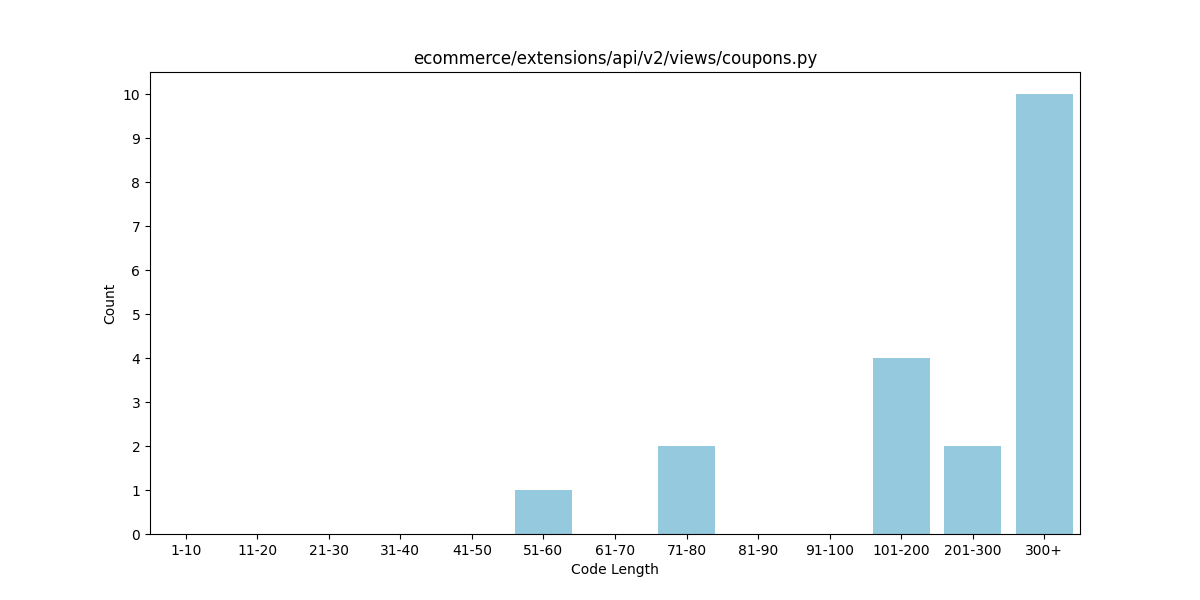 ecommerce/extensions/api/v2/views/coupons.py
10
9
8
7
6
5
4
3
2
1
0
Count
1-10 11-20 21-30 31-40 41-50 51-60 61-70 71-80 81-90 91-100 101-200 201-300 300+
Code Length